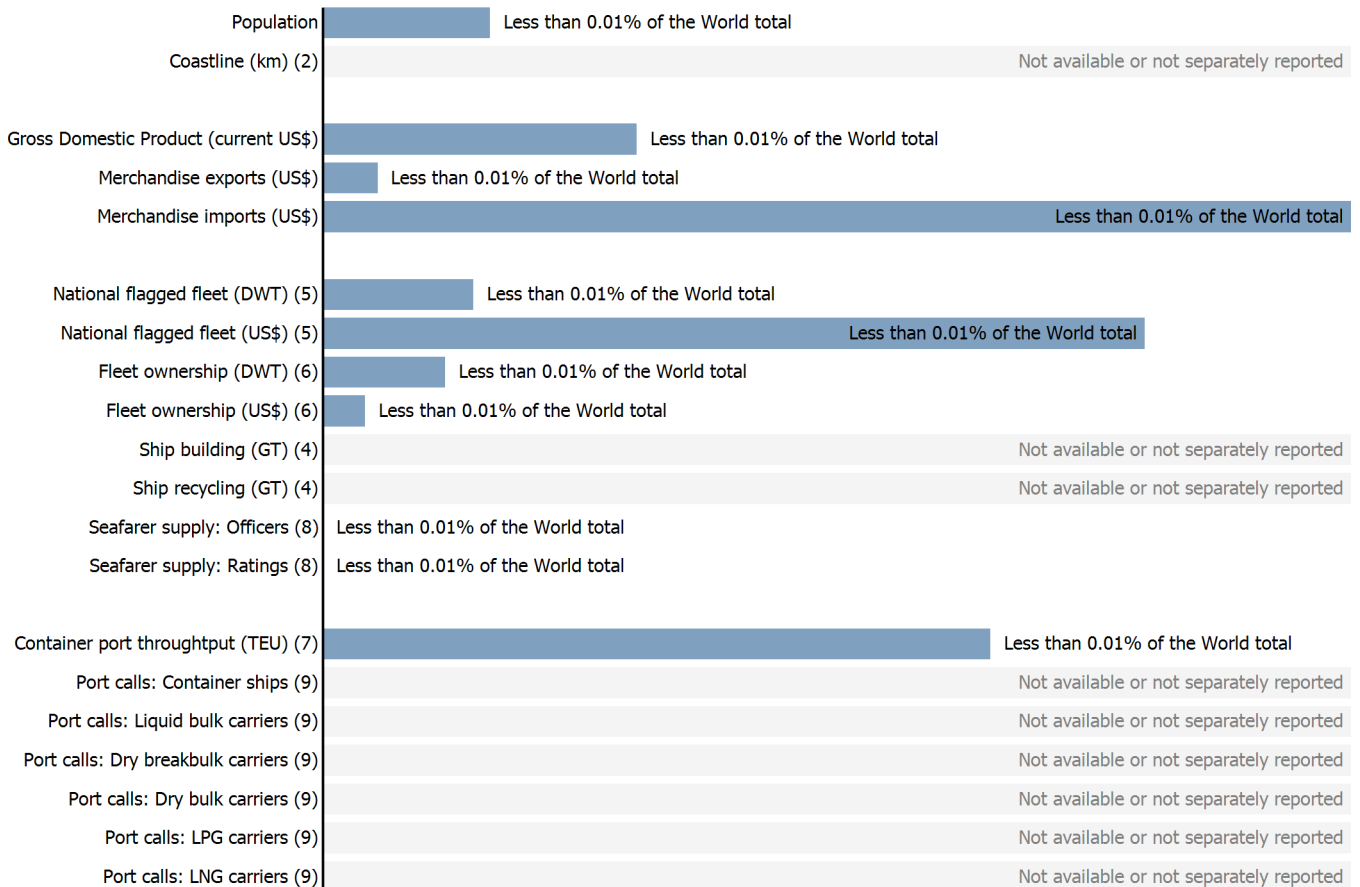 Population Less than 0.01% of the World total
Coastline (km) (2) Not available or not separately reported
Gross Domestic Product (current US$) Less than 0.01% of the World total
Merchandise exports (US$) Less than 0.01% of the World total
Merchandise imports (US$) Less than 0.01% of the World total
National flagged fleet (DWT) (5) Less than 0.01% of the World total
National flagged fleet (US$) (5) Less than 0.01% of the World total
Fleet ownership (DWT) (6) Less than 0.01% of the World total
Fleet ownership (US$) (6) Less than 0.01% of the World total
Ship building (GT) (4) Not available or not separately reported
Ship recycling (GT) (4) Not available or not separately reported
Seafarer supply: Officers (8) Less than 0.01% of the World total
Seafarer supply: Ratings (8) Less than 0.01% of the World total
Container port throughtput (TEU) (7) Less than 0.01% of the World total
Port calls: Container ships (9) Not available or not separately reported
Port calls: Liquid bulk carriers (9) Not available or not separately reported
Port calls: Dry breakbulk carriers (9) Not available or not separately reported
Port calls: Dry bulk carriers (9) Not available or not separately reported
Port calls: LPG carriers (9) Not available or not separately reported
Port calls: LNG carriers (9) Not available or not separately reported